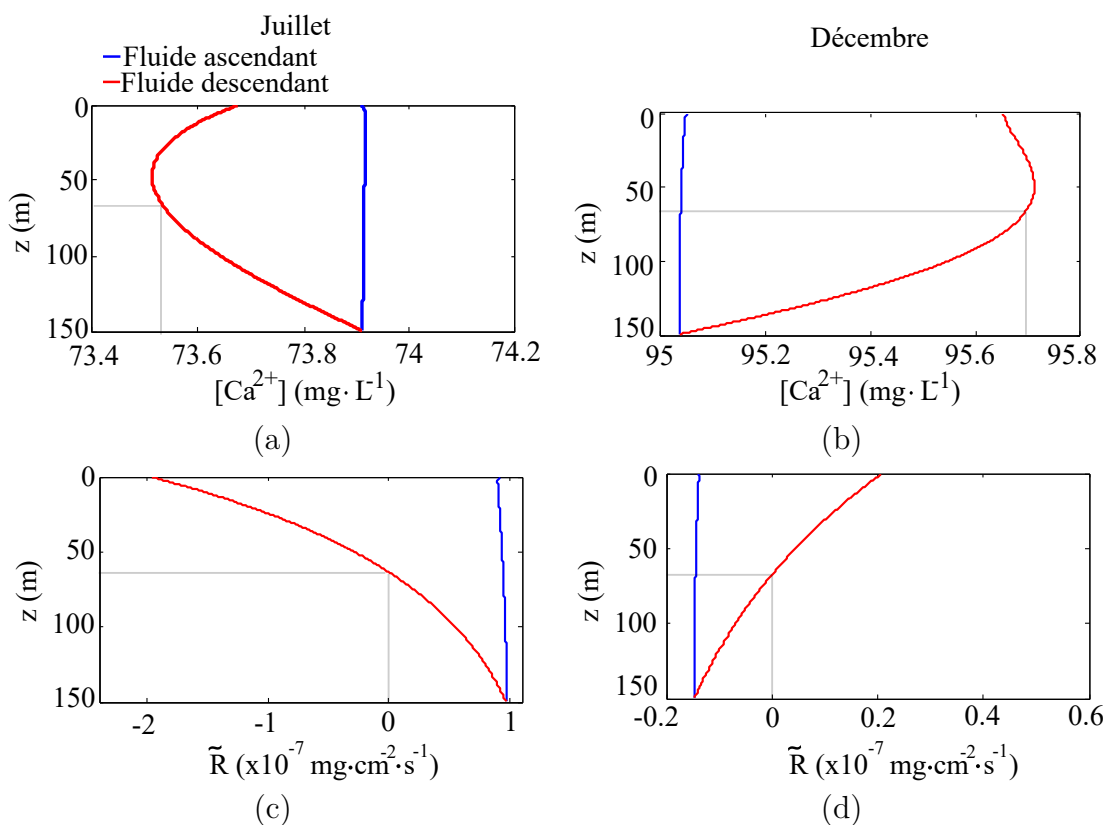 Juillet
Fluide ascendant
Fluide descendant
Décembre
0
50
100
150
z (m)
73.4
73.6
73.8
74
74.2
[Ca²⁺] (mg· L⁻¹)
(a)
0
50
100
150
z (m)
95
95.2
95.4
95.6
95.8
[Ca²⁺] (mg· L⁻¹)
(b)
0
50
100
150
z (m)
-2
-1
0
1
R̃ (x10⁻⁷ mg·cm⁻²·s⁻¹)
(c)
0
50
100
150
z (m)
-0.2
0
0.2
0.4
0.6
R̃ (x10⁻⁷ mg·cm⁻²·s⁻¹)
(d)